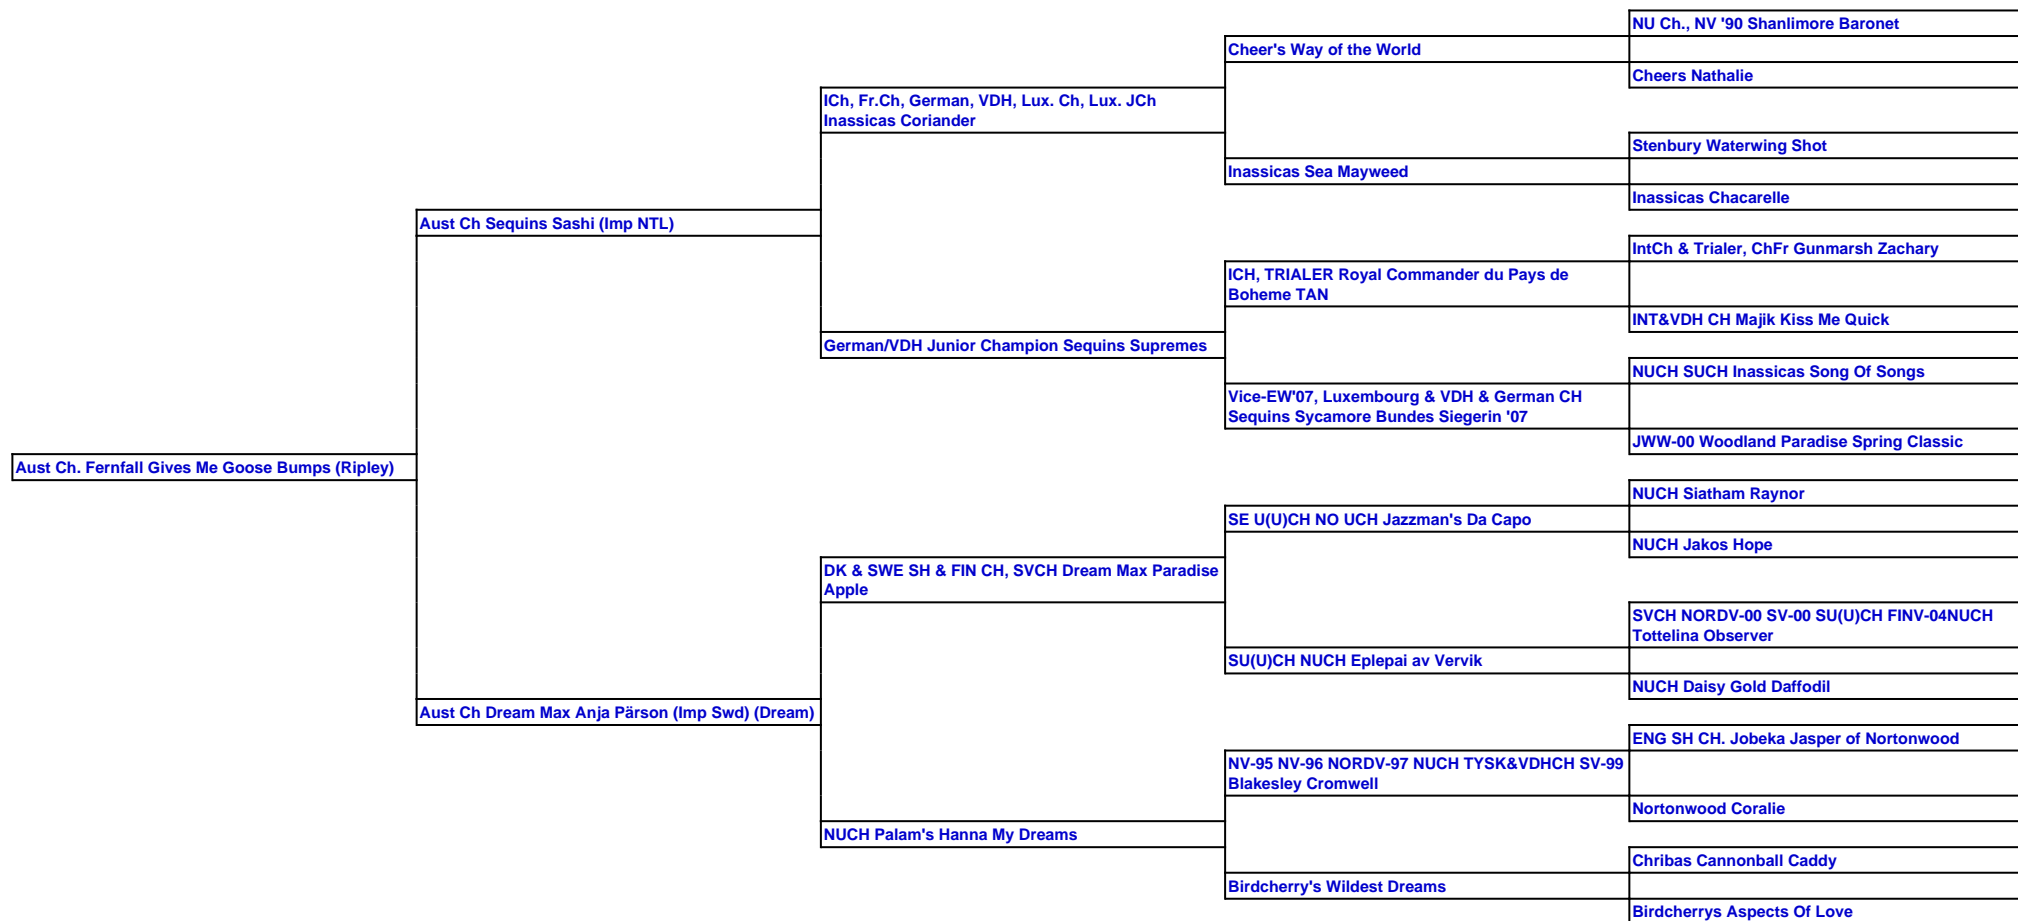 NU Ch., NV '90 Shanlimore Baronet
Cheer's Way of the World
Cheers Nathalie
ICh, Fr.Ch, German, VDH, Lux. Ch, Lux. JCh
Inassicas Coriander
Stenbury Waterwing Shot
Inassicas Sea Mayweed
Inassicas Chacarelle
Aust Ch Sequins Sashi (Imp NTL)
IntCh & Trialer, ChFr Gunmarsh Zachary
ICH, TRIALER Royal Commander du Pays de
Boheme TAN
INT&VDH CH Majik Kiss Me Quick
German/VDH Junior Champion Sequins Supremes
NUCH SUCH Inassicas Song Of Songs
Vice-EW'07, Luxembourg & VDH & German CH
Sequins Sycamore Bundes Siegerin '07
JWW-00 Woodland Paradise Spring Classic
Aust Ch. Fernfall Gives Me Goose Bumps (Ripley)
NUCH Siatham Raynor
SE U(U)CH NO UCH Jazzman's Da Capo
NUCH Jakos Hope
DK & SWE SH & FIN CH, SVCH Dream Max Paradise
Apple
SVCH NORDV-00 SV-00 SU(U)CH FINV-04NUCH
Tottelina Observer
SU(U)CH NUCH Eplepai av Vervik
NUCH Daisy Gold Daffodil
Aust Ch Dream Max Anja Pärson (Imp Swd) (Dream)
ENG SH CH. Jobeka Jasper of Nortonwood
NV-95 NV-96 NORDV-97 NUCH TYSK&VDHCH SV-99
Blakesley Cromwell
Nortonwood Coralie
NUCH Palam's Hanna My Dreams
Chribas Cannonball Caddy
Birdcherry's Wildest Dreams
Birdcherrys Aspects Of Love